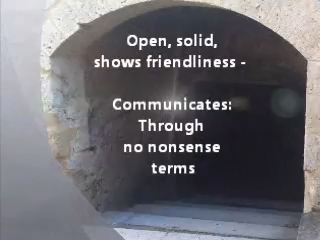 Open, solid,
shows friendliness -
Communicates:
Through
no nonsense
terms